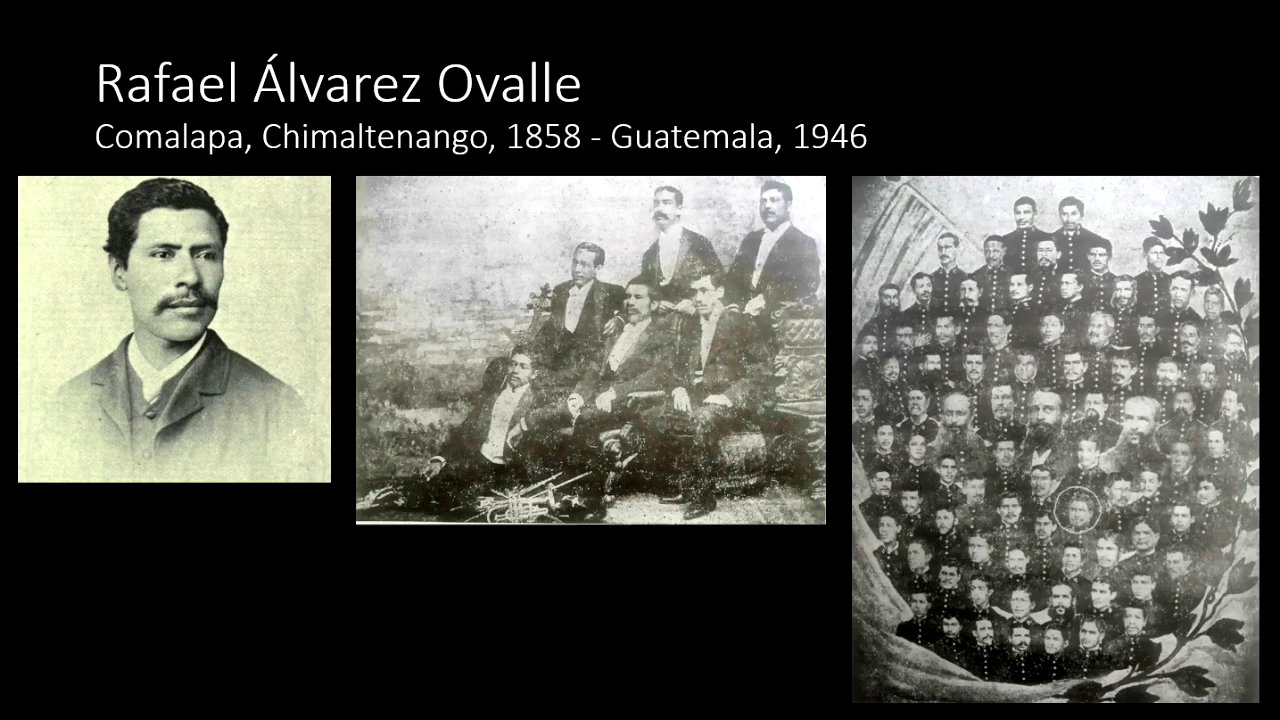 Rafael Álvarez Ovalle
Comalapa, Chimaltenango, 1858 - Guatemala, 1946